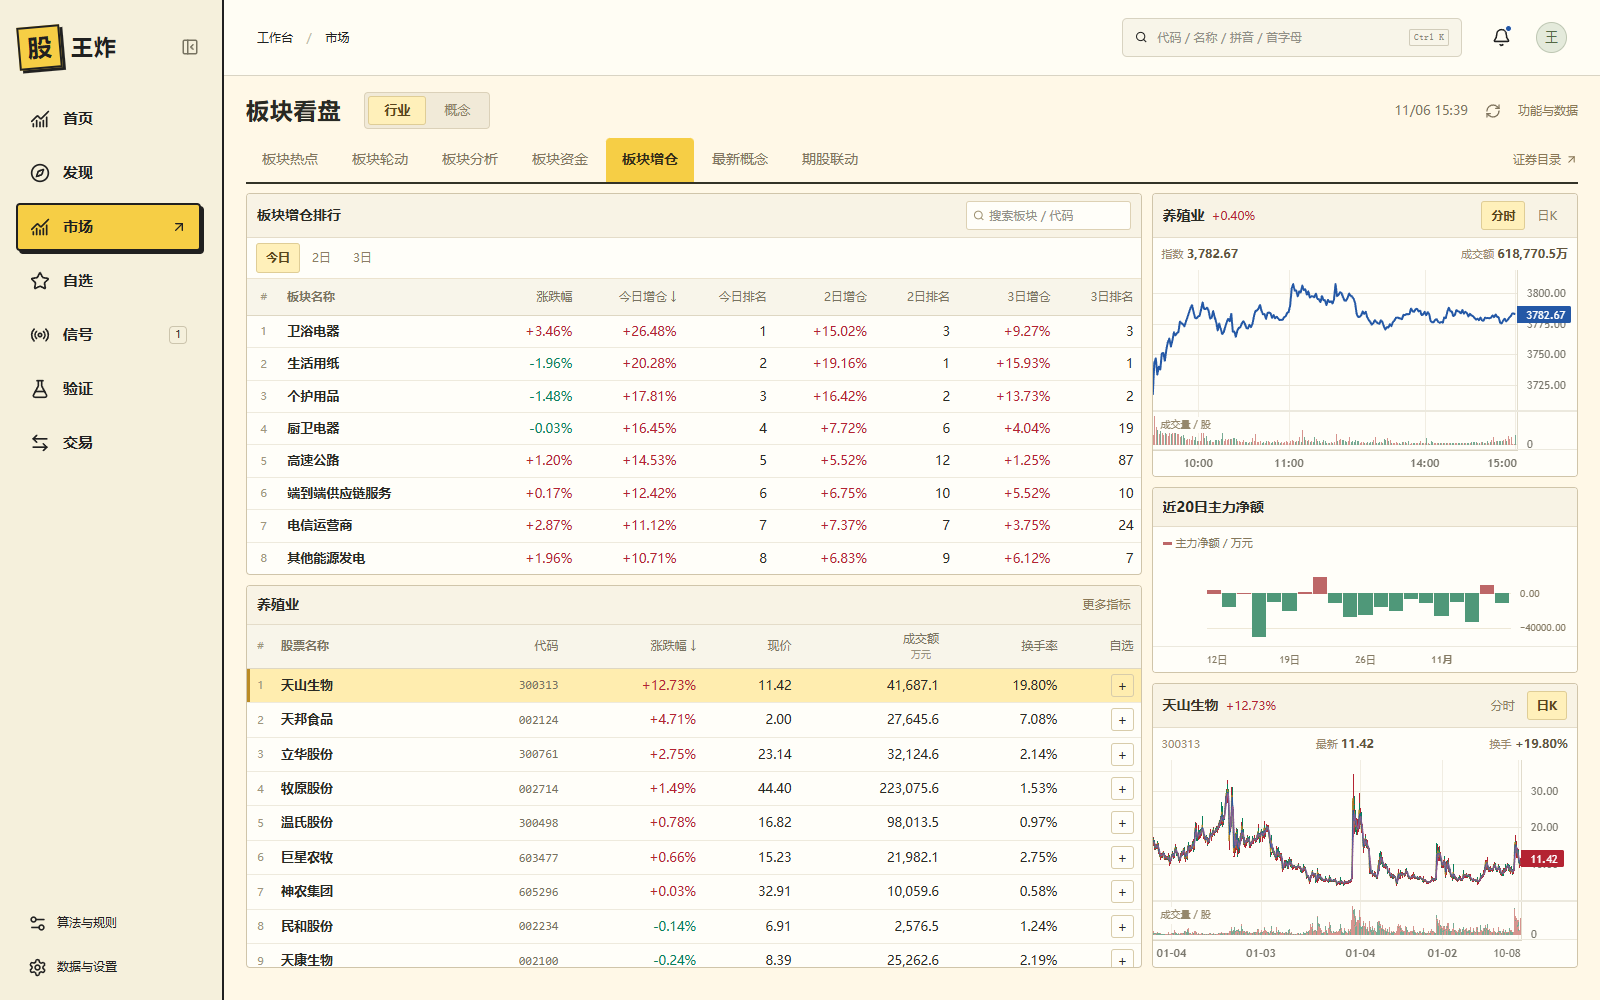 股 王炸
首页
发现
市场
自选
信号 1
验证
交易
算法与规则
数据与设置
工作台 / 市场
代码 / 名称 / 拼音 / 首字母 Ctrl K
王
板块看盘 行业 概念
11/06 15:39 功能与数据
板块热点 板块轮动 板块分析 板块资金 板块增仓 最新概念 期股联动
证券目录
板块增仓排行 搜索板块 / 代码
今日 2日 3日
# 板块名称 涨跌幅 今日增仓↓ 今日排名 2日增仓 2日排名 3日增仓 3日排名
1 卫浴电器 +3.46% +26.48% 1 +15.02% 3 +9.27% 3
2 生活用纸 -1.96% +20.28% 2 +19.16% 1 +15.93% 1
3 个护用品 -1.48% +17.81% 3 +16.42% 2 +13.73% 2
4 厨卫电器 -0.03% +16.45% 4 +7.72% 6 +4.04% 19
5 高速公路 +1.20% +14.53% 5 +5.52% 12 +1.25% 87
6 端到端供应链服务 +0.17% +12.42% 6 +6.75% 10 +5.52% 10
7 电信运营商 +2.87% +11.12% 7 +7.37% 7 +3.75% 24
8 其他能源发电 +1.96% +10.71% 8 +6.83% 9 +6.12% 7
养殖业 更多指标
# 股票名称 代码 涨跌幅↓ 现价 成交额 换手率 自选
万元
1 天山生物 300313 +12.73% 11.42 41,687.1 19.80% +
2 天邦食品 002124 +4.71% 2.00 27,645.6 7.08% +
3 立华股份 300761 +2.75% 23.14 32,124.6 2.14% +
4 牧原股份 002714 +1.49% 44.40 223,075.6 1.53% +
5 温氏股份 300498 +0.78% 16.82 98,013.5 0.97% +
6 巨星农牧 603477 +0.66% 15.23 21,982.1 2.75% +
7 神农集团 605296 +0.03% 32.91 10,059.6 0.58% +
8 民和股份 002234 -0.14% 6.91 2,576.5 1.24% +
9 天康生物 002100 -0.24% 8.39 25,262.6 2.19% +
养殖业 +0.40% 分时 日K
指数 3,782.67 成交额 618,770.5万
3800.00
3782.67
3775.00
3750.00
3725.00
成交量 / 股
0
10:00 11:00 14:00 15:00
近20日主力净额
主力净额 / 万元
0.00
-40000.00
12日 19日 26日 11月
天山生物 +12.73% 分时 日K
300313 最新 11.42 换手 +19.80%
30.00
20.00
11.42
成交量 / 股
0
01-04 01-03 01-04 01-02 10-08